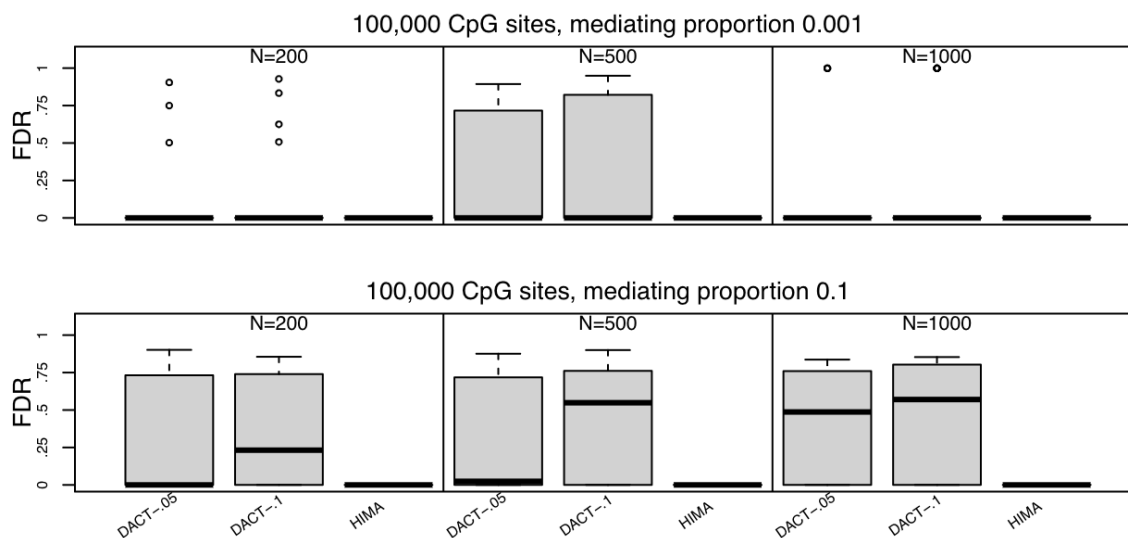 100,000 CpG sites, mediating proportion 0.001
N=200 N=500 N=1000
1
.75
.5
.25
0
FDR
100,000 CpG sites, mediating proportion 0.1
N=200 N=500 N=1000
1
.75
.5
.25
0
FDR
DACT-.05 DACT-.1 HIMA DACT-.05 DACT-.1 HIMA DACT-.05 DACT-.1 HIMA